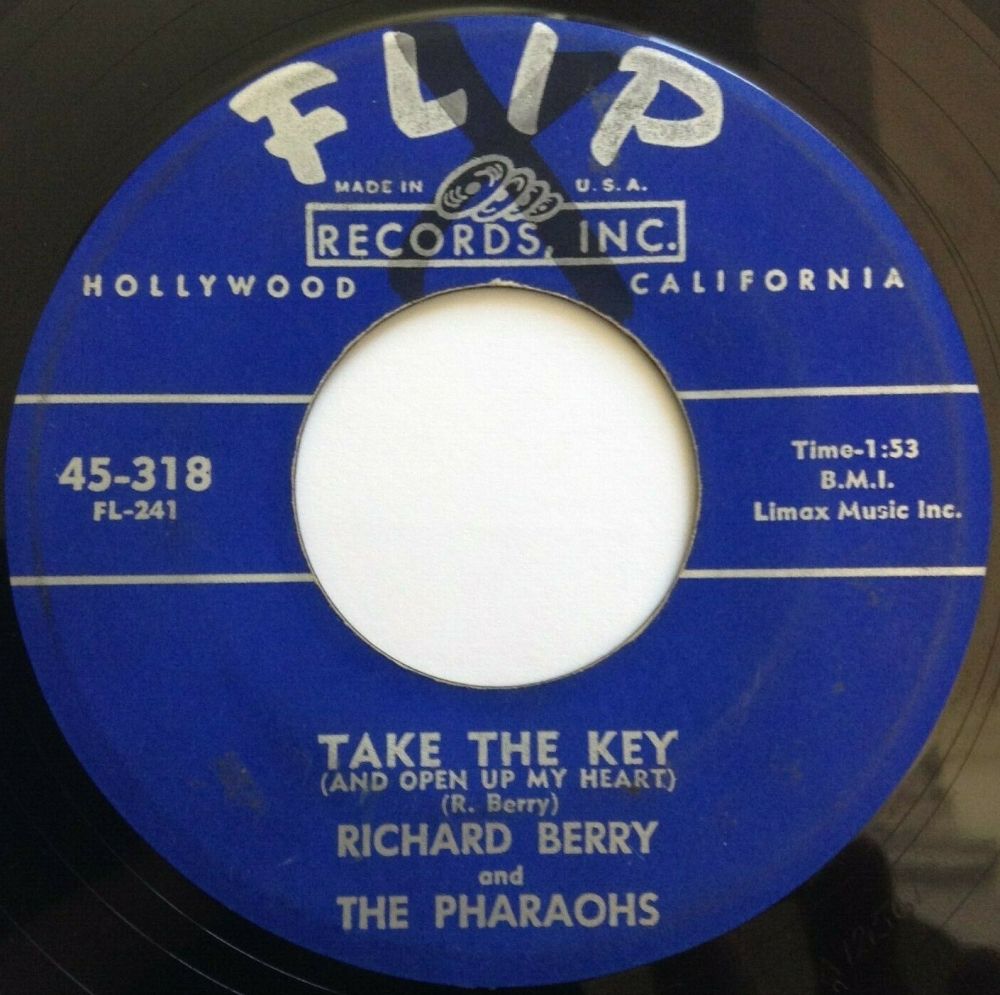 FLIP
MADE IN U.S.A.
RECORDS, INC.
HOLLYWOOD CALIFORNIA
45-318
FL-241
Time-1:53
B.M.I.
Limax Music Inc.
TAKE THE KEY
(AND OPEN UP MY HEART)
(R. Berry)
RICHARD BERRY
and
THE PHARAOHS